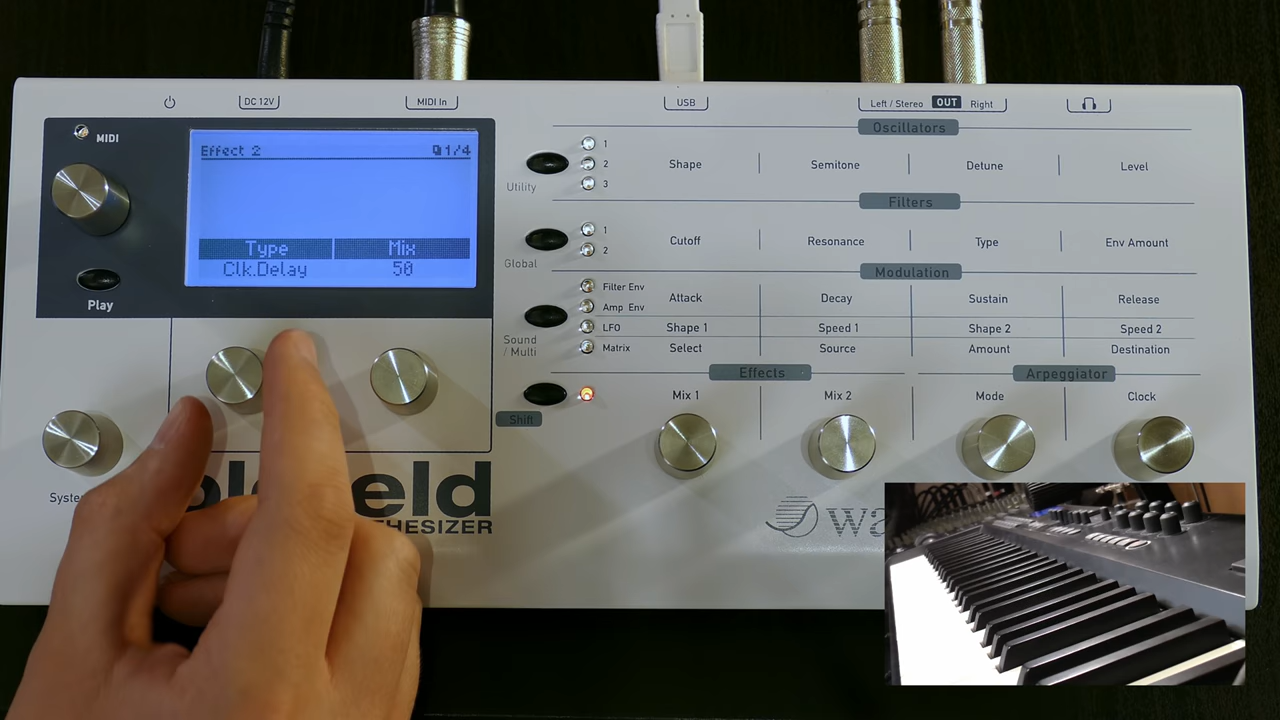 DC 12V
MIDI In
USB
Left / Stereo OUT Right
MIDI
Play
Effect 2 1/4
Type Mix
Clk.Delay 50
Utility
1
2
3
Global
1
2
Sound
/ Multi
Filter Env
Amp Env
LFO
Matrix
Shift
Oscillators
Shape Semitone Detune Level
Filters
Cutoff Resonance Type Env Amount
Modulation
Attack Decay Sustain Release
Shape 1 Speed 1 Shape 2 Speed 2
Select Source Amount Destination
Effects Arpeggiator
Mix 1 Mix 2 Mode Clock